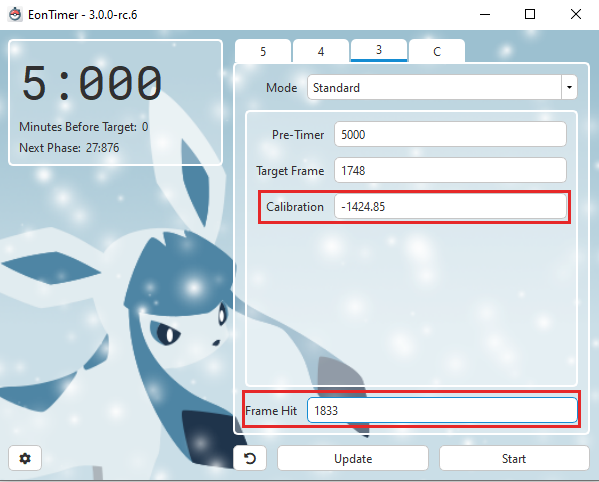 EonTimer - 3.0.0-rc.6
5:000
Minutes Before Target: 0
Next Phase: 27:876
5
4
3
C
Mode
Standard
Pre-Timer
5000
Target Frame
1748
Calibration
-1424.85
Frame Hit
1833
Update
Start